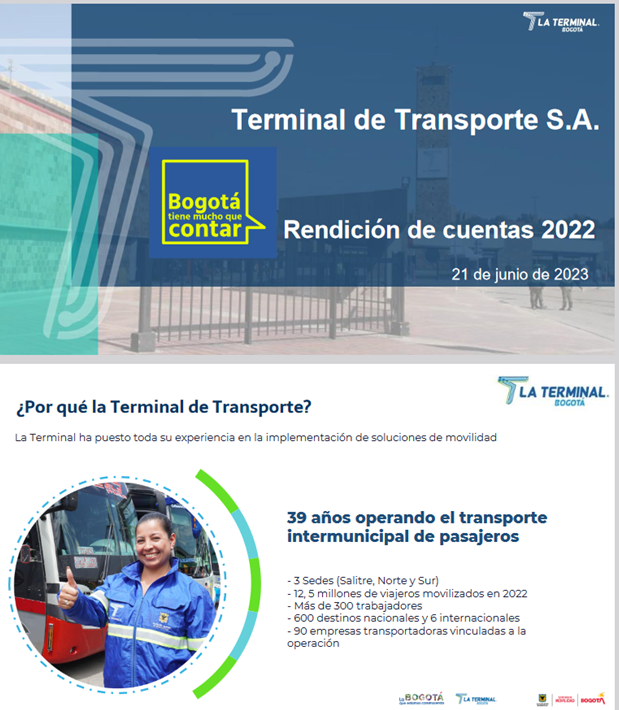 LA TERMINAL
BOGOTÁ
Terminal de Transporte S.A.
Bogotá
tiene mucho que
contar
Rendición de cuentas 2022
21 de junio de 2023
LA TERMINAL
BOGOTÁ
¿Por qué la Terminal de Transporte?
La Terminal ha puesto toda su experiencia en la implementación de soluciones de movilidad
39 años operando el transporte
intermunicipal de pasajeros
- 3 Sedes (Salitre, Norte y Sur)
- 12, 5 millones de viajeros movilizados en 2022
- Más de 300 trabajadores
- 600 destinos nacionales y 6 internacionales
- 90 empresas transportadoras vinculadas a la
operación
La BOGOTÁ
que estamos construyendo
LA TERMINAL
MOVILIDAD
BOGOTÁ